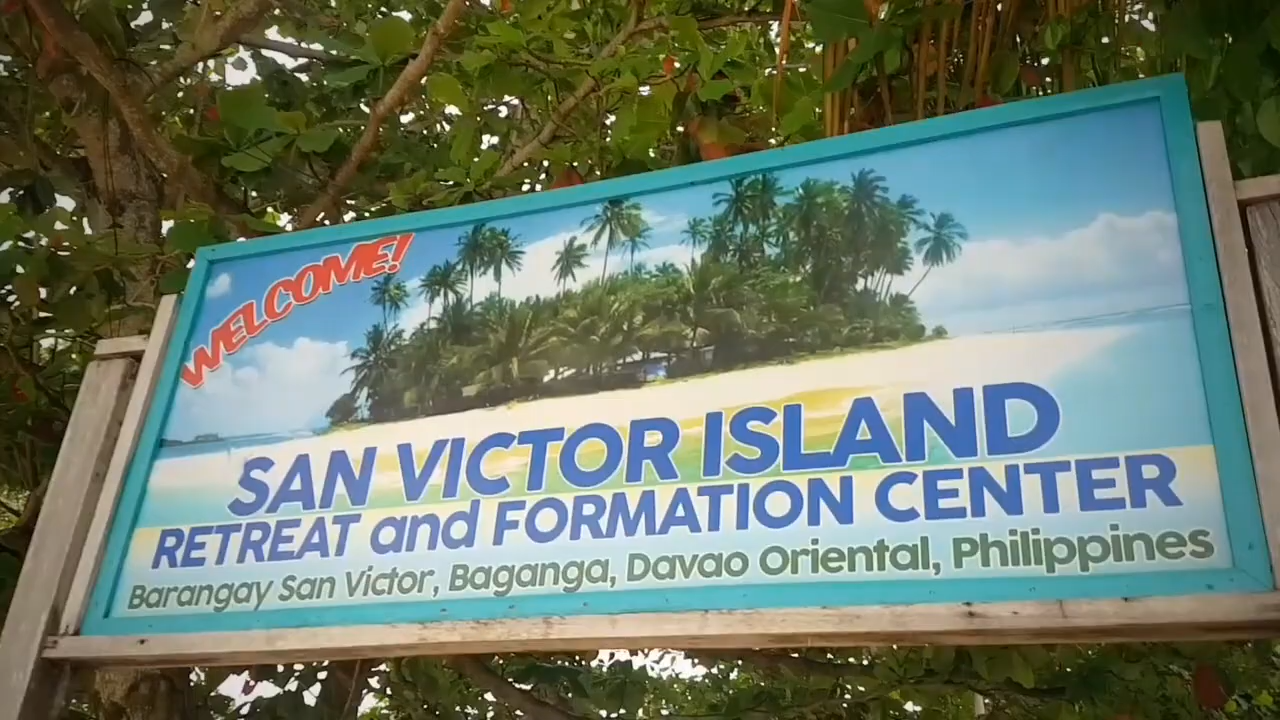 WELCOME!
SAN VICTOR ISLAND
RETREAT and FORMATION CENTER
Barangay San Victor, Baganga, Davao Oriental, Philippines